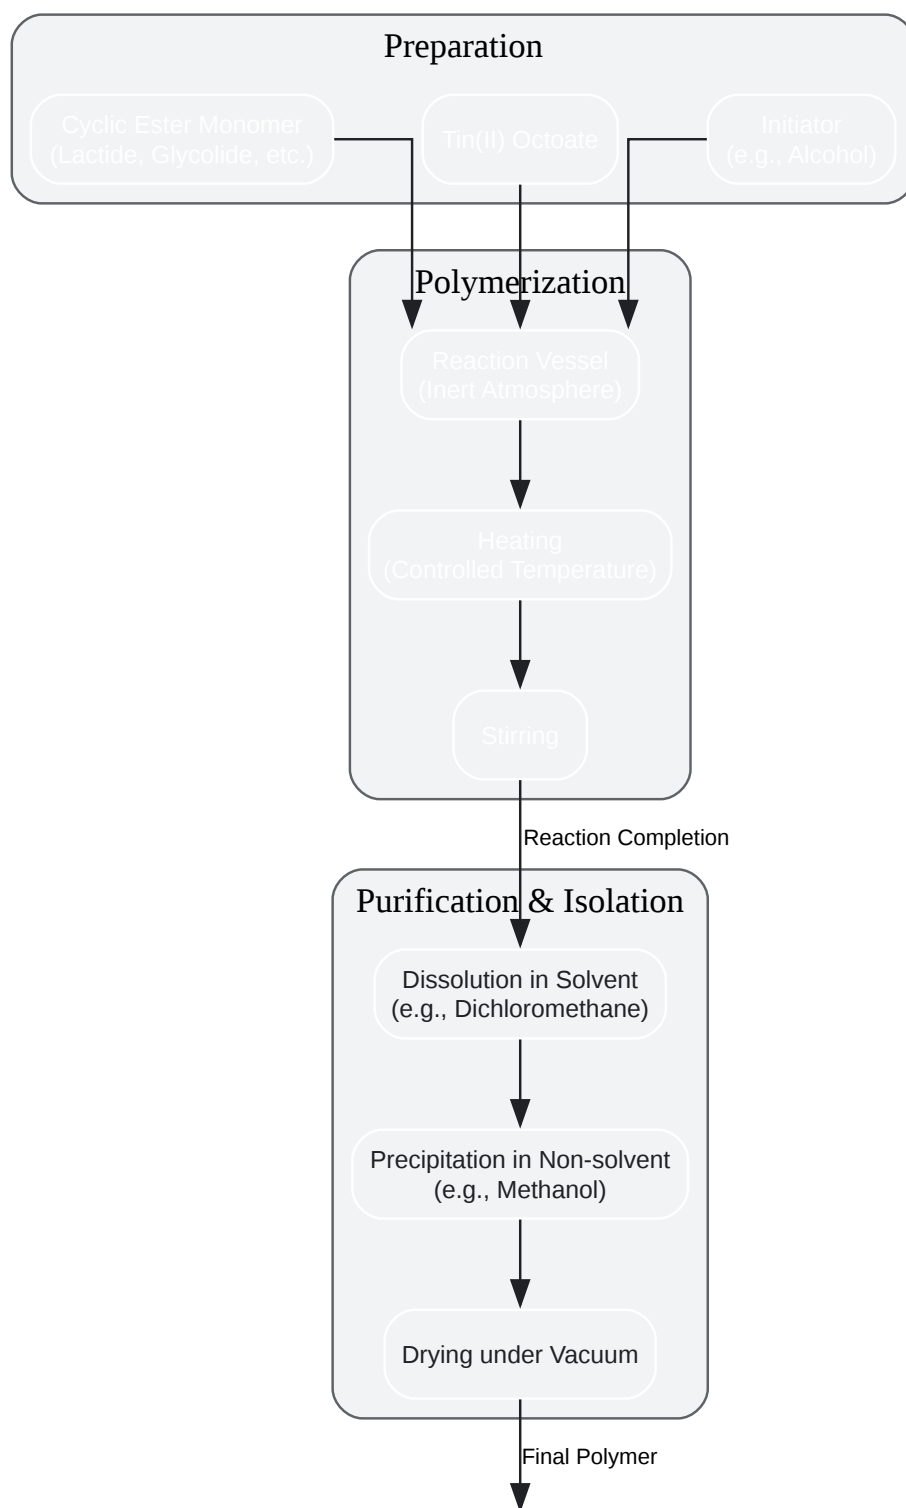 Preparation
Cyclic Ester Monomer
(Lactide, Glycolide, etc.)
Tin(II) Octoate
Initiator
(e.g., Alcohol)
Polymerization
Reaction Vessel
(Inert Atmosphere)
Heating
(Controlled Temperature)
Stirring
Reaction Completion
Purification & Isolation
Dissolution in Solvent
(e.g., Dichloromethane)
Precipitation in Non-solvent
(e.g., Methanol)
Drying under Vacuum
Final Polymer